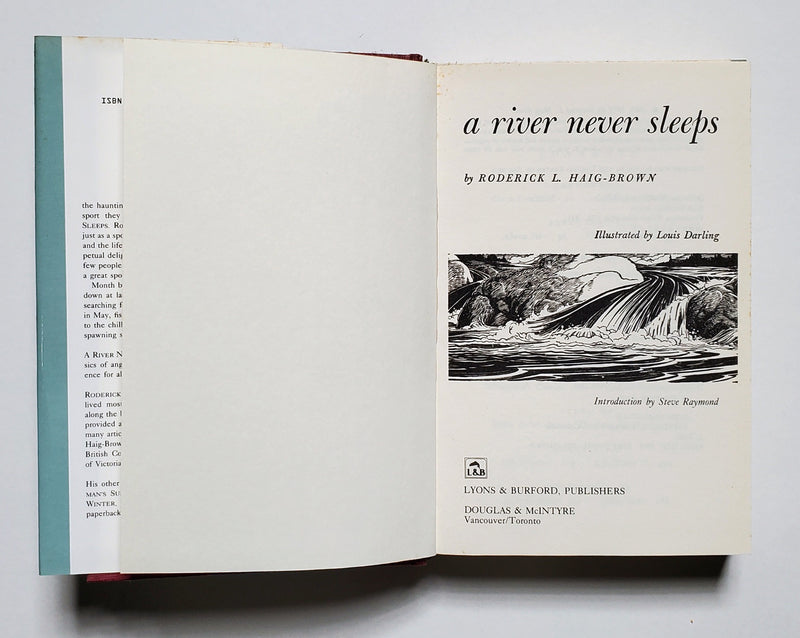 ISBN
the hauntin
sport they
SLEEPS. Ro
just as a spo
and the life
petual delig
few people
a great spo
Month b
down at la
searching f
in May, fis
to the chill
spawning s
A RIVER N
sics of ang
ence for al
RODERICK
lived most
along the l
provided a
many artic
Haig-Brow
British Co
of Victoria
His other
MAN'S SU
WINTER,
paperback
a river never sleeps
by RODERICK L. HAIG-BROWN
Illustrated by Louis Darling
Introduction by Steve Raymond
L&B
LYONS & BURFORD, PUBLISHERS
DOUGLAS & McINTYRE
Vancouver/Toronto